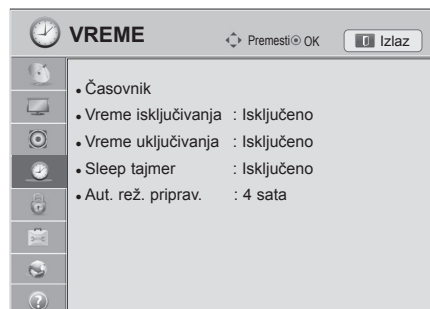 VREME
Premesti OK
Izlaz
• Časovnik
• Vreme isključivanja : Isključeno
• Vreme uključivanja : Isključeno
• Sleep tajmer : Isključeno
• Aut. rež. priprav. : 4 sata